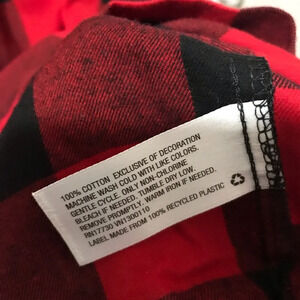 100% COTTON EXCLUSIVE OF DECORATION
MACHINE WASH COLD WITH LIKE COLORS.
GENTLE CYCLE. ONLY NON-CHLORINE
BLEACH IF NEEDED. TUMBLE DRY LOW.
REMOVE PROMPTLY. WARM IRON IF NEEDED.
RN17730 VN1300110
LABEL MADE FROM 100% RECYCLED PLASTIC